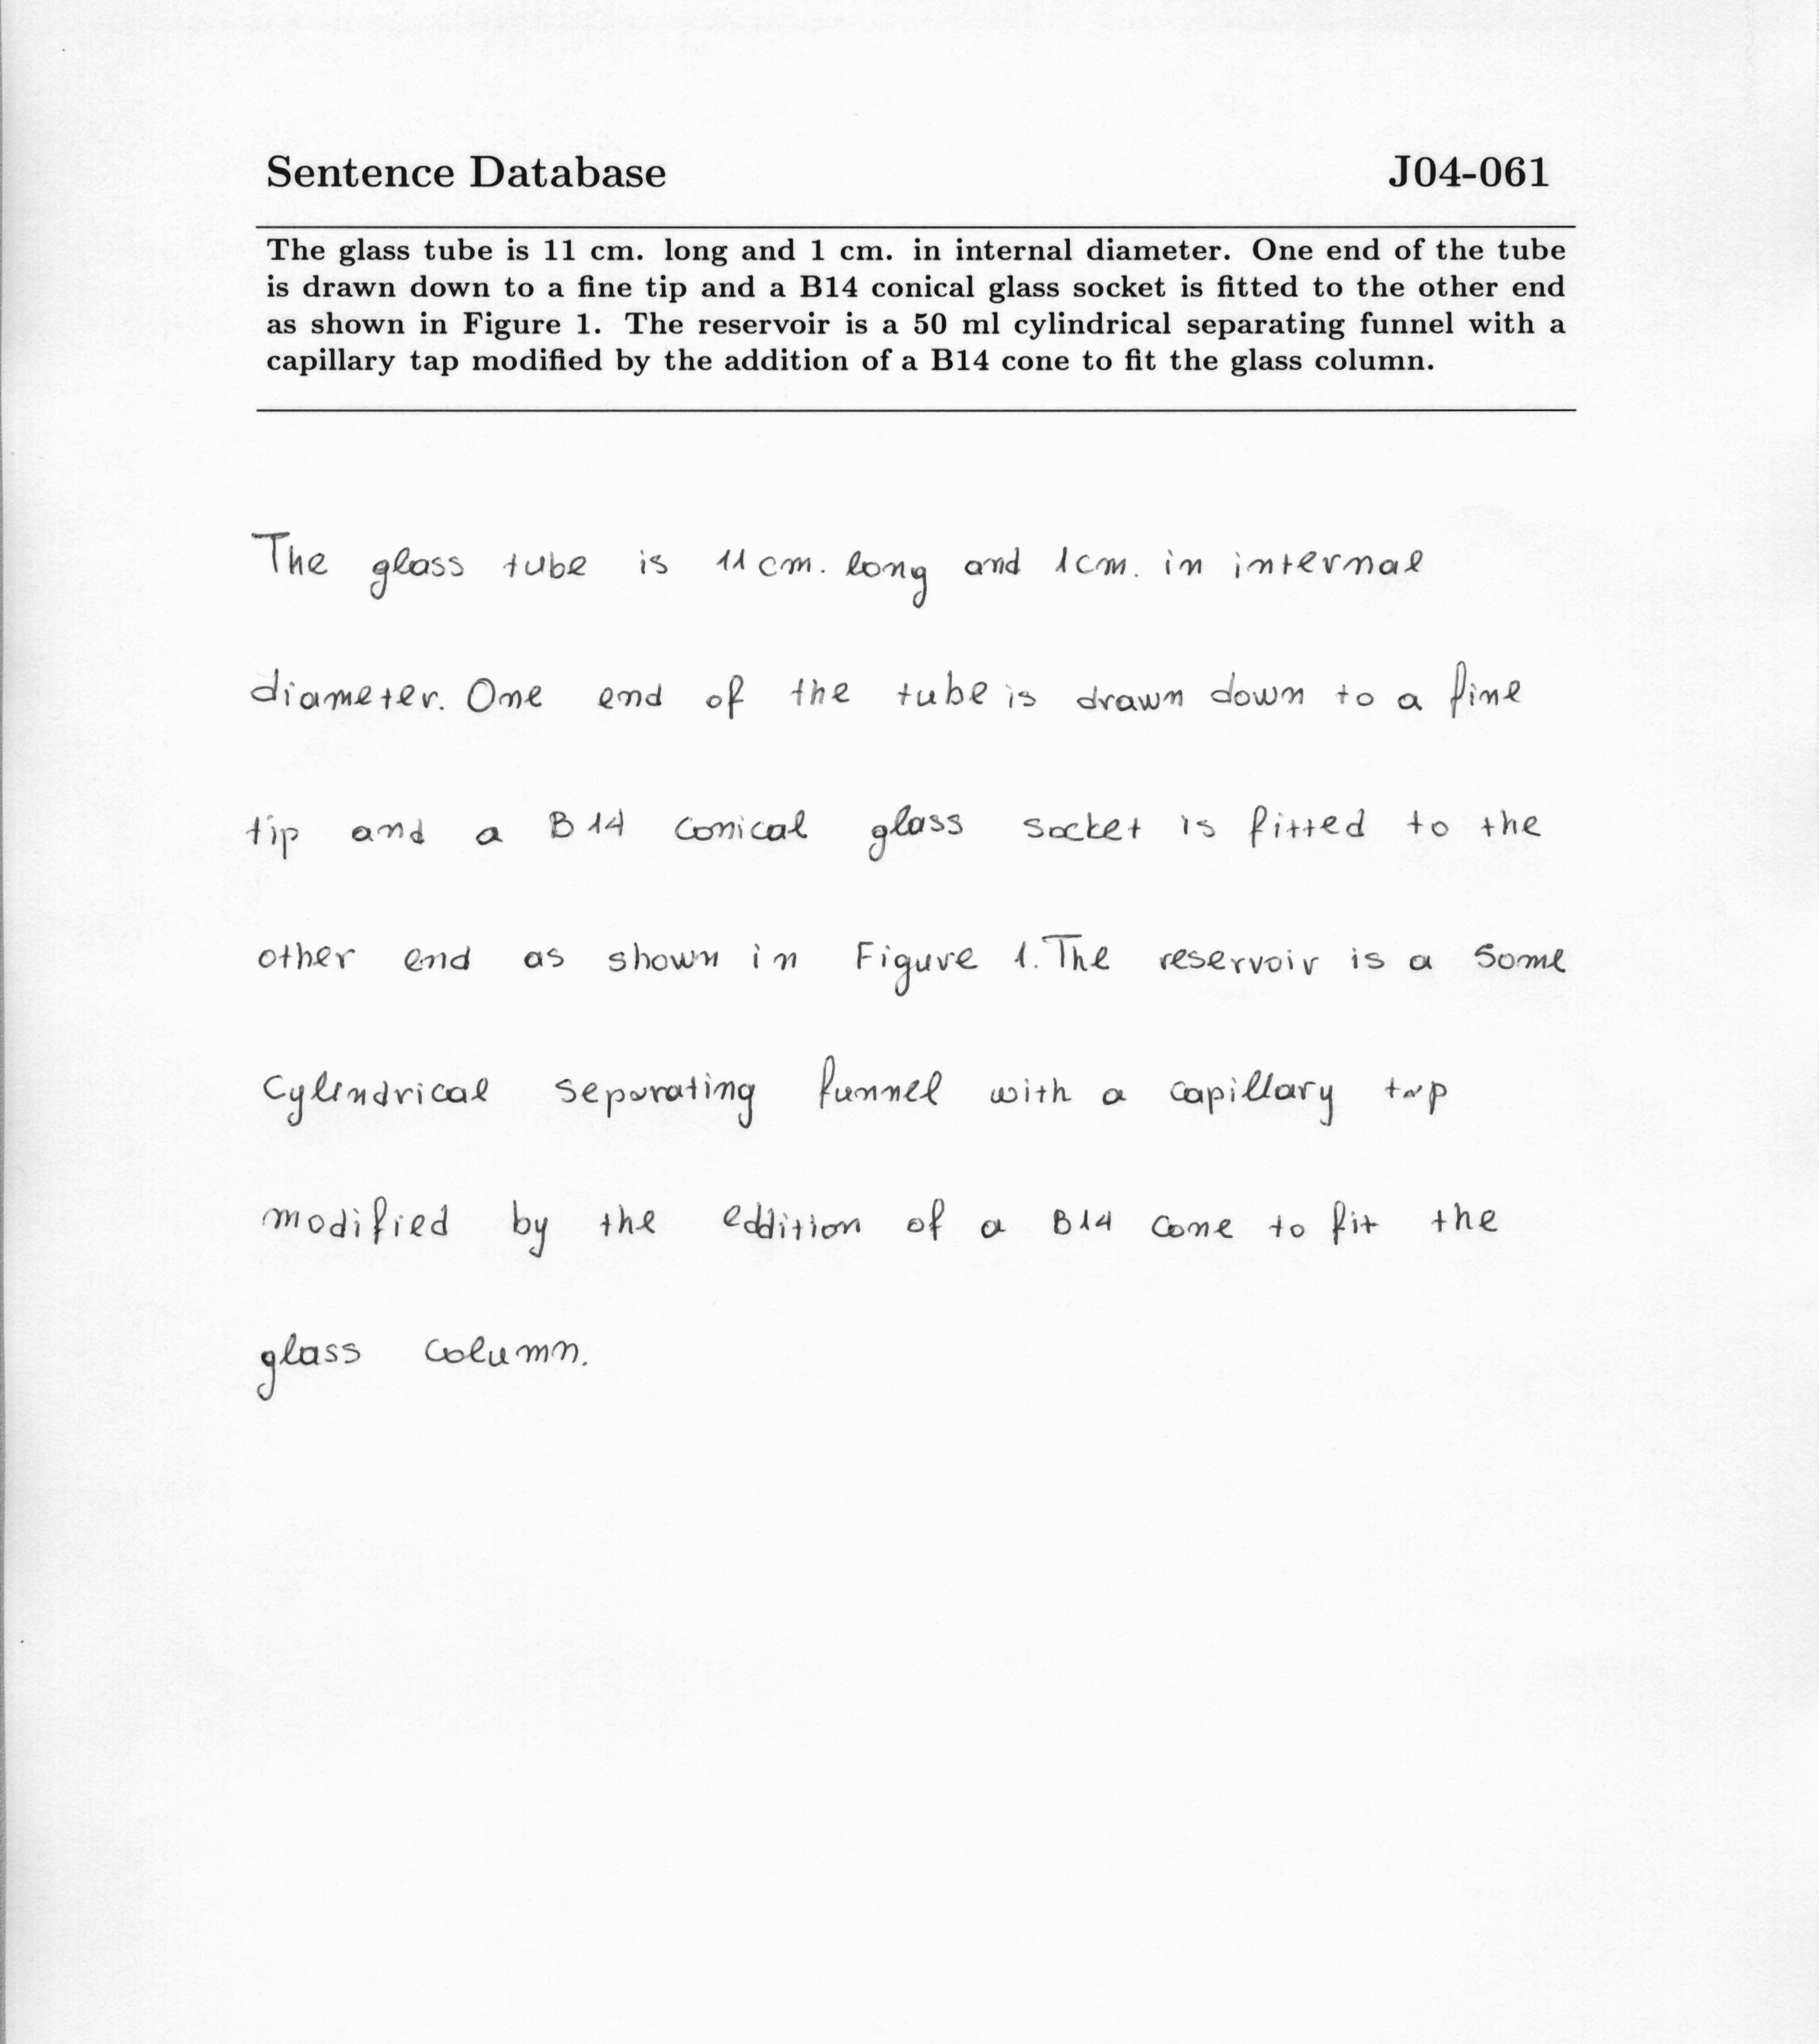 Sentence Database J04-061
The glass tube is 11 cm. long and 1 cm. in internal diameter. One end of the tube
is drawn down to a fine tip and a B14 conical glass socket is fitted to the other end
as shown in Figure 1. The reservoir is a 50 ml cylindrical separating funnel with a
capillary tap modified by the addition of a B14 cone to fit the glass column.
The glass tube is 11 cm. long and 1 cm. in internal
diameter. One end of the tube is drawn down to a fine
tip and a B14 conical glass socket is fitted to the
other end as shown in Figure 1. The reservoir is a Some
Cylindrical separating funnel with a capillary tap
modified by the eddition of a B14 cone to fit the
glass column.